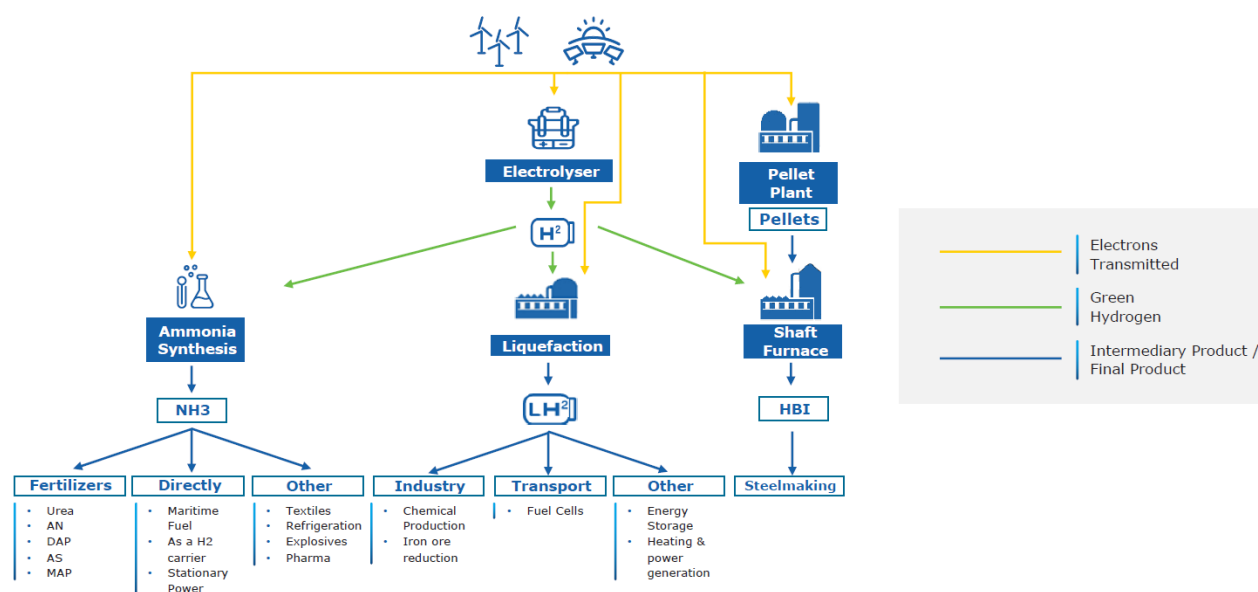 Electrolyser
Pellet
Plant
Pellets
H²
Electrons
Transmitted
Green
Hydrogen
Intermediary Product /
Final Product
Ammonia
Synthesis
Liquefaction
Shaft
Furnace
NH3
LH²
HBI
Fertilizers
• Urea
• AN
• DAP
• AS
• MAP
Directly
• Maritime
Fuel
• As a H2
carrier
• Stationary
Power
Other
• Textiles
• Refrigeration
• Explosives
• Pharma
Industry
• Chemical
Production
• Iron ore
reduction
Transport
• Fuel Cells
Other
• Energy
Storage
• Heating &
power
generation
Steelmaking